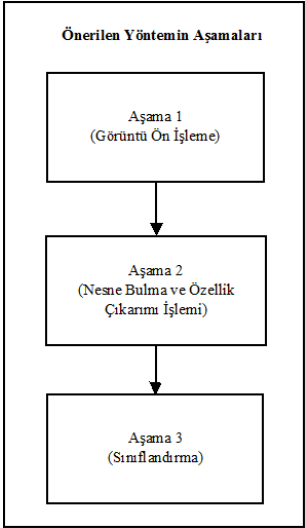 Önerilen Yöntemin Aşamaları
Aşama 1
(Görüntü Ön İşleme)
Aşama 2
(Nesne Bulma ve Özellik
Çıkarımı İşlemi)
Aşama 3
(Sınıflandırma)